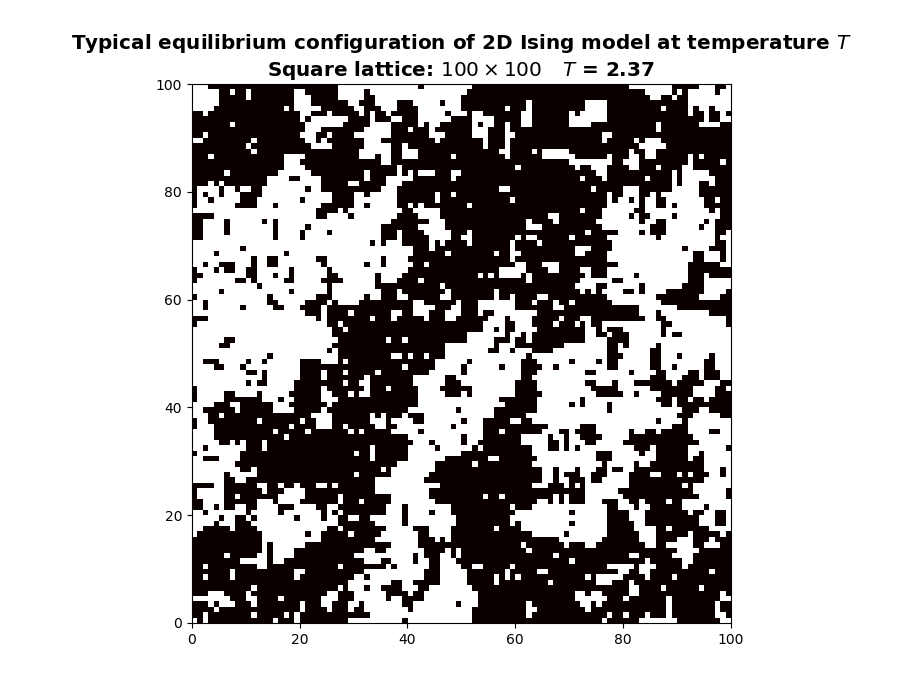 Typical equilibrium configuration of 2D Ising model at temperature T
Square lattice: 100 × 100 T = 2.37
100
80
60
40
20
0
0 20 40 60 80 100